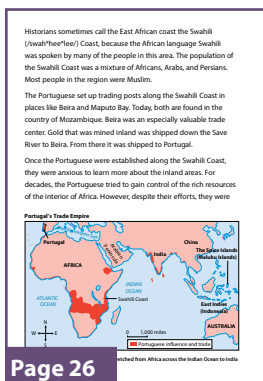 Historians sometimes call the East African coast the Swahili
(/swah*hee*lee/) Coast, because the African language Swahili
was spoken by many of the people in this area. The population of
the Swahili Coast was a mixture of Africans, Arabs, and Persians.
Most people in the region were Muslim.
The Portuguese set up trading posts along the Swahili Coast in
places like Beira and Maputo Bay. Today, both are found in the
country of Mozambique. Beira was an especially valuable trade
center. Gold that was mined inland was shipped down the Save
River to Beira. From there it was shipped to Portugal.
Once the Portuguese were established along the Swahili Coast,
they were anxious to learn more about the inland areas. For
decades, the Portuguese tried to gain control of the rich resources
of the interior of Africa. However, despite their efforts, they were
Portugal's Trade Empire
Portugal
Mediterranean Sea
Arabian
Peninsula
AFRICA
India
China
The Spice Islands
(Maluku Islands)
ATLANTIC
OCEAN
INDIAN
OCEAN
Swahili Coast
East Indies
(Indonesia)
AUSTRALIA
N
W
E
S
0 1,000 miles
Portuguese influence and trade
etched from Africa across the Indian Ocean to India
Page 26